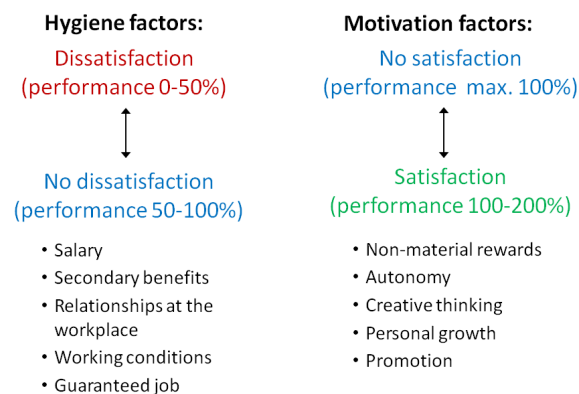 Hygiene factors:
Dissatisfaction
(performance 0-50%)
No dissatisfaction
(performance 50-100%)
• Salary
• Secondary benefits
• Relationships at the
workplace
• Working conditions
• Guaranteed job
Motivation factors:
No satisfaction
(performance max. 100%)
Satisfaction
(performance 100-200%)
• Non-material rewards
• Autonomy
• Creative thinking
• Personal growth
• Promotion